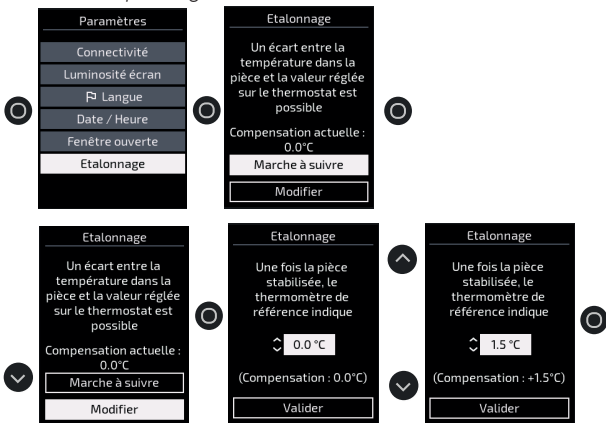 Paramètres
Connectivité
Luminosité écran
Langue
Date / Heure
Fenêtre ouverte
Etalonnage
Etalonnage
Un écart entre la
température dans la
pièce et la valeur réglée
sur le thermostat est
possible
Compensation actuelle :
0.0°C
Marche à suivre
Modifier
Etalonnage
Un écart entre la
température dans la
pièce et la valeur réglée
sur le thermostat est
possible
Compensation actuelle :
0.0°C
Marche à suivre
Modifier
Etalonnage
Une fois la pièce
stabilisée, le
thermomètre de
référence indique
0.0 °C
(Compensation : 0.0°C)
Valider
Etalonnage
Une fois la pièce
stabilisée, le
thermomètre de
référence indique
1.5 °C
(Compensation : +1.5°C)
Valider